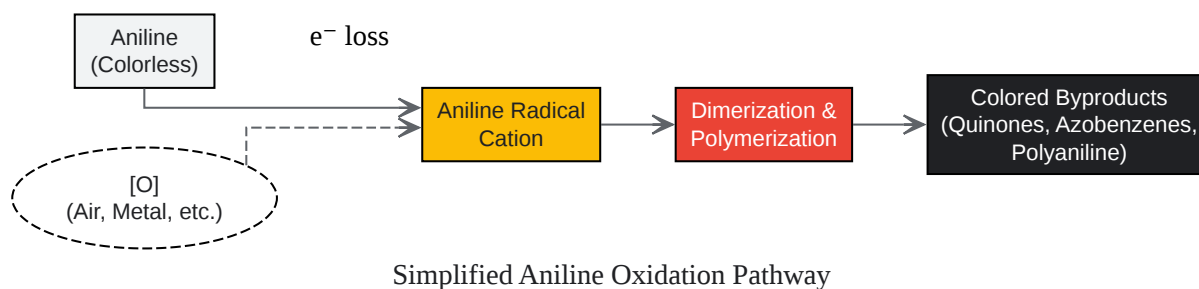 Aniline
(Colorless)
e⁻ loss
[O]
(Air, Metal, etc.)
Aniline Radical
Cation
Dimerization &
Polymerization
Colored Byproducts
(Quinones, Azobenzenes,
Polyaniline)
Simplified Aniline Oxidation Pathway